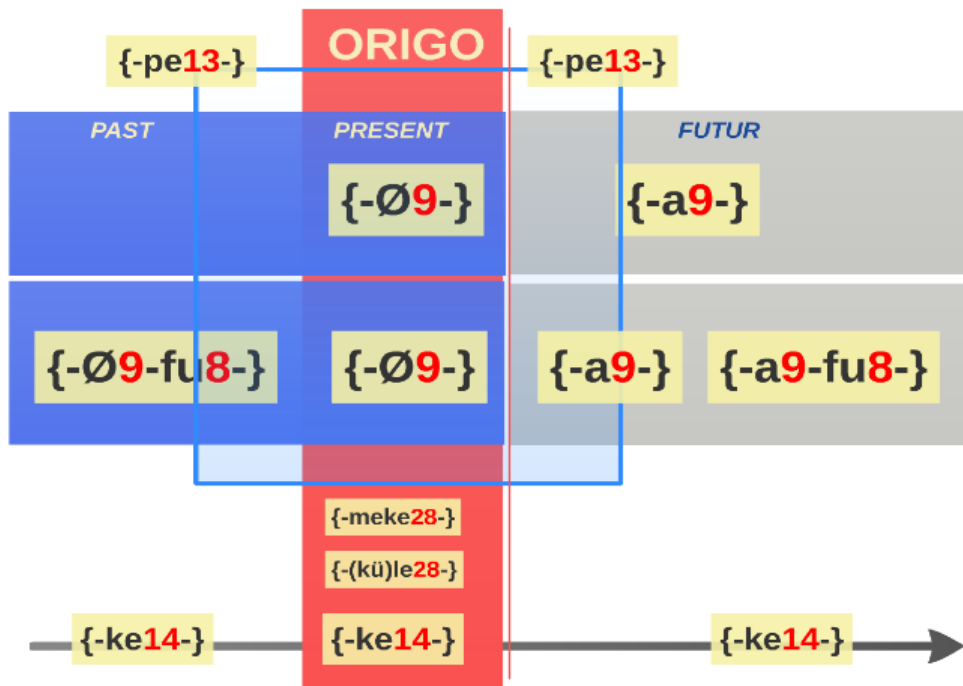 ORIGO
{-pe13-} {-pe13-}
PAST PRESENT FUTUR
{-Ø9-} {-a9-}
{-Ø9-fu8-} {-Ø9-} {-a9-} {-a9-fu8-}
{-meke28-}
{-(kü)le28-}
{-ke14-} {-ke14-} {-ke14-}